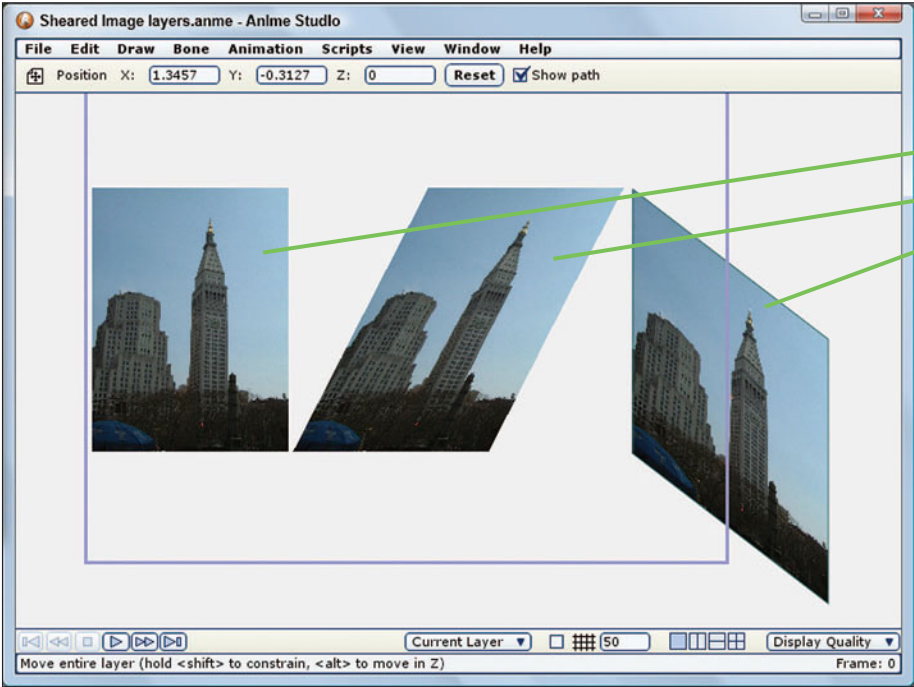 Sheared Image layers.anme - Anime Studio
File Edit Draw Bone Animation Scripts View Window Help
Position X: 1.3457 Y: -0.3127 Z: 0 Reset Show path
Current Layer 50 Display Quality
Move entire layer (hold <shift> to constrain, <alt> to move in Z) Frame: 0